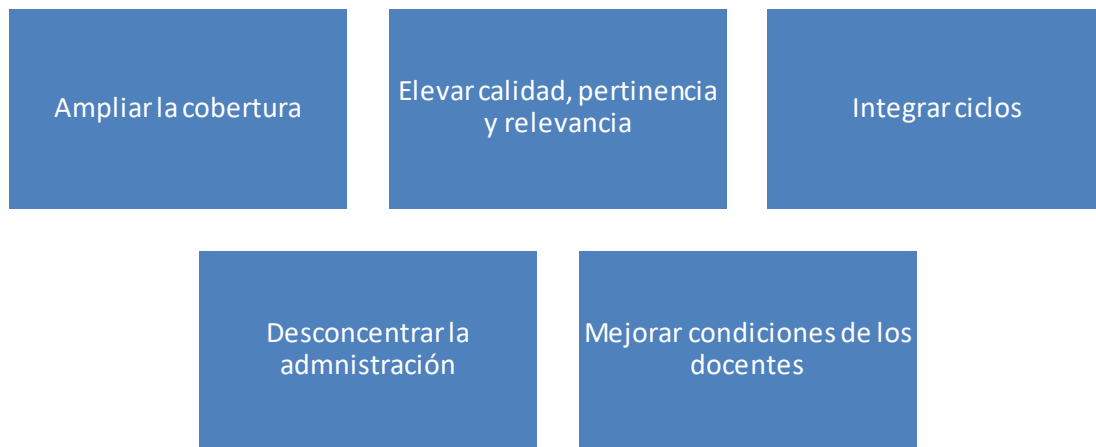 Ampliar la cobertura
Elevar calidad, pertinencia
y relevancia
Integrar ciclos
Desconcentrar la
admnistración
Mejorar condiciones de los
docentes